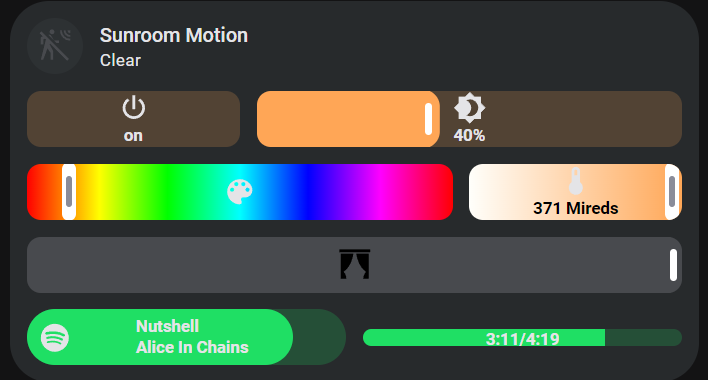 Sunroom Motion
Clear
on
40%
371 Mireds
Nutshell
Alice In Chains
3:11/4:19